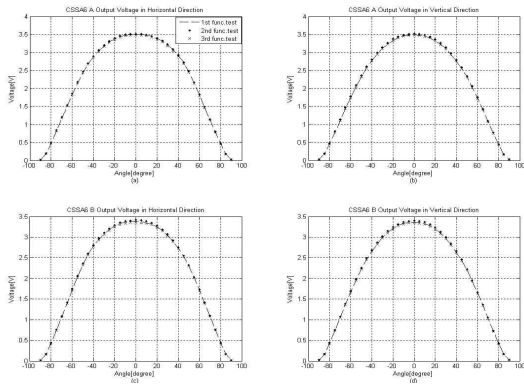 CSSA6 A Output Voltage in Horizontal Direction
4
3.5
3
2.5
2
1.5
1
0.5
0
Voltage[V]
1st func.test
2nd func.test
3rd func.test
-100 -80 -60 -40 -20 0 20 40 60 80 100
Angle[degree]
(a)
CSSA6 A Output Voltage in Vertical Direction
4
3.5
3
2.5
2
1.5
1
0.5
0
Voltage[V]
-100 -80 -60 -40 -20 0 20 40 60 80 100
Angle[degree]
(b)
CSSA6 B Output Voltage in Horizontal Direction
3.5
3
2.5
2
1.5
1
0.5
0
Voltage[V]
-100 -80 -60 -40 -20 0 20 40 60 80 100
Angle[degree]
(c)
CSSA6 B Output Voltage in Vertical Direction
3.5
3
2.5
2
1.5
1
0.5
0
Voltage[V]
-100 -80 -60 -40 -20 0 20 40 60 80 100
Angle[degree]
(d)